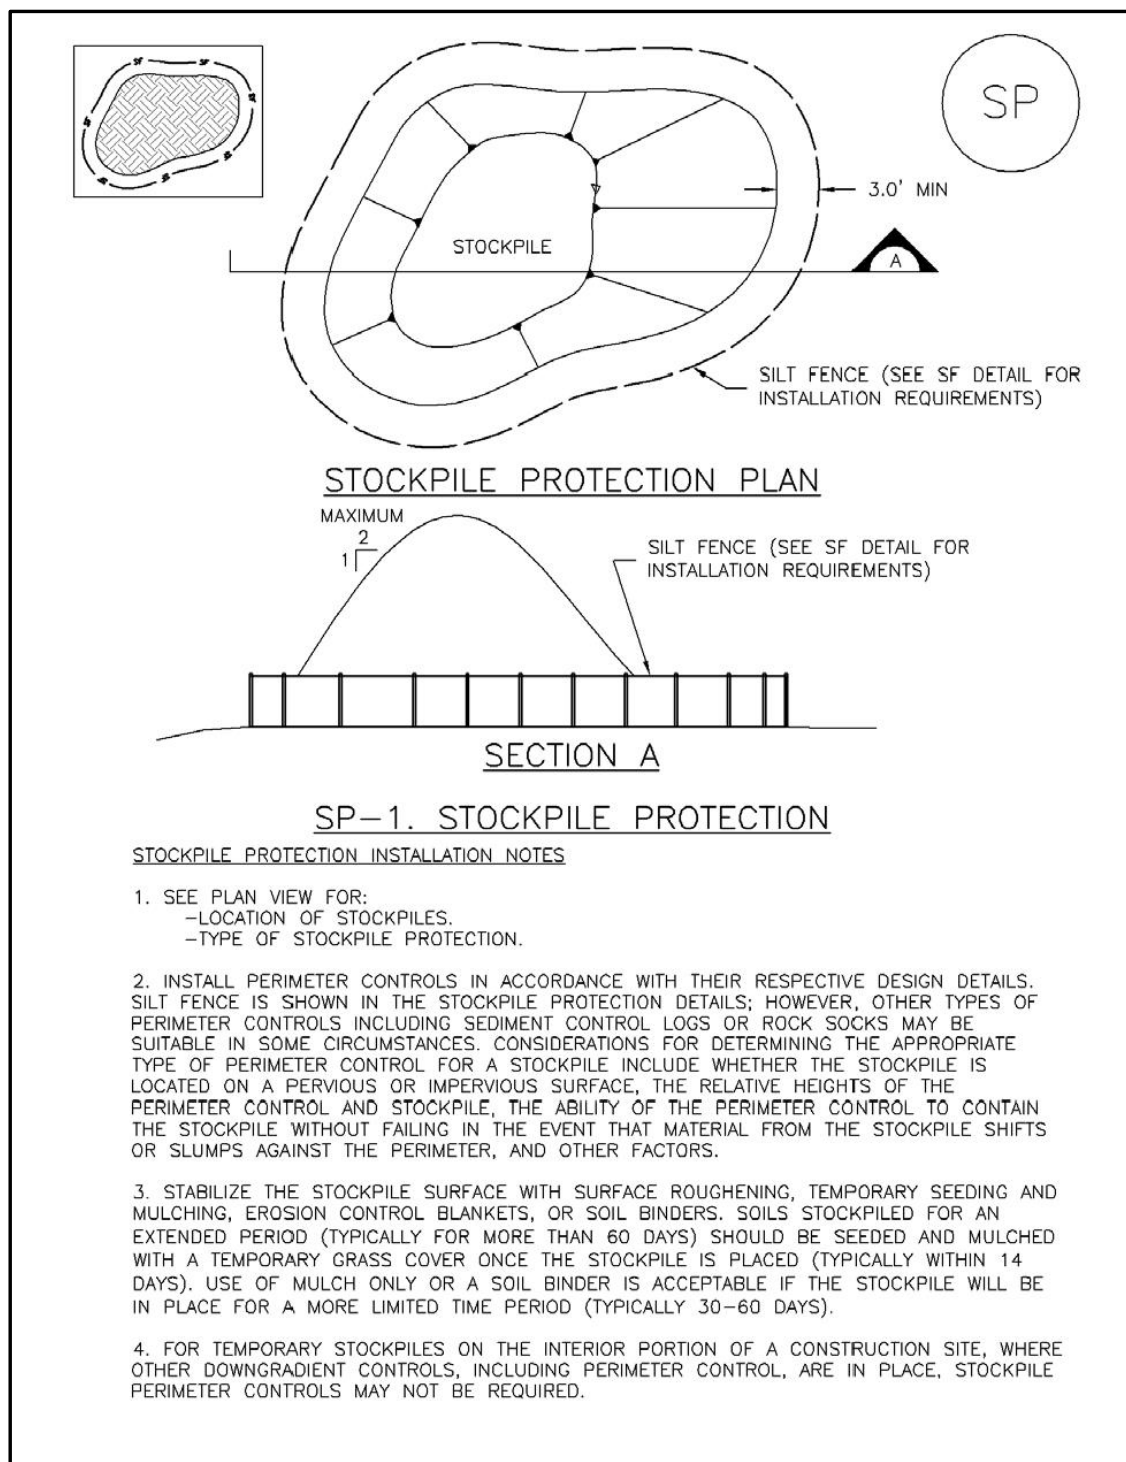 SF
SF
SF
SF
SF
SF
SF
SP
3.0' MIN
STOCKPILE
A
SILT FENCE (SEE SF DETAIL FOR
INSTALLATION REQUIREMENTS)
STOCKPILE PROTECTION PLAN
MAXIMUM
2
1
SILT FENCE (SEE SF DETAIL FOR
INSTALLATION REQUIREMENTS)
SECTION A
SP-1. STOCKPILE PROTECTION
STOCKPILE PROTECTION INSTALLATION NOTES
1. SEE PLAN VIEW FOR:
-LOCATION OF STOCKPILES.
-TYPE OF STOCKPILE PROTECTION.
2. INSTALL PERIMETER CONTROLS IN ACCORDANCE WITH THEIR RESPECTIVE DESIGN DETAILS.
SILT FENCE IS SHOWN IN THE STOCKPILE PROTECTION DETAILS; HOWEVER, OTHER TYPES OF
PERIMETER CONTROLS INCLUDING SEDIMENT CONTROL LOGS OR ROCK SOCKS MAY BE
SUITABLE IN SOME CIRCUMSTANCES. CONSIDERATIONS FOR DETERMINING THE APPROPRIATE
TYPE OF PERIMETER CONTROL FOR A STOCKPILE INCLUDE WHETHER THE STOCKPILE IS
LOCATED ON A PERVIOUS OR IMPERVIOUS SURFACE, THE RELATIVE HEIGHTS OF THE
PERIMETER CONTROL AND STOCKPILE, THE ABILITY OF THE PERIMETER CONTROL TO CONTAIN
THE STOCKPILE WITHOUT FAILING IN THE EVENT THAT MATERIAL FROM THE STOCKPILE SHIFTS
OR SLUMPS AGAINST THE PERIMETER, AND OTHER FACTORS.
3. STABILIZE THE STOCKPILE SURFACE WITH SURFACE ROUGHENING, TEMPORARY SEEDING AND
MULCHING, EROSION CONTROL BLANKETS, OR SOIL BINDERS. SOILS STOCKPILED FOR AN
EXTENDED PERIOD (TYPICALLY FOR MORE THAN 60 DAYS) SHOULD BE SEEDED AND MULCHED
WITH A TEMPORARY GRASS COVER ONCE THE STOCKPILE IS PLACED (TYPICALLY WITHIN 14
DAYS). USE OF MULCH ONLY OR A SOIL BINDER IS ACCEPTABLE IF THE STOCKPILE WILL BE
IN PLACE FOR A MORE LIMITED TIME PERIOD (TYPICALLY 30-60 DAYS).
4. FOR TEMPORARY STOCKPILES ON THE INTERIOR PORTION OF A CONSTRUCTION SITE, WHERE
OTHER DOWNGRADIENT CONTROLS, INCLUDING PERIMETER CONTROL, ARE IN PLACE, STOCKPILE
PERIMETER CONTROLS MAY NOT BE REQUIRED.